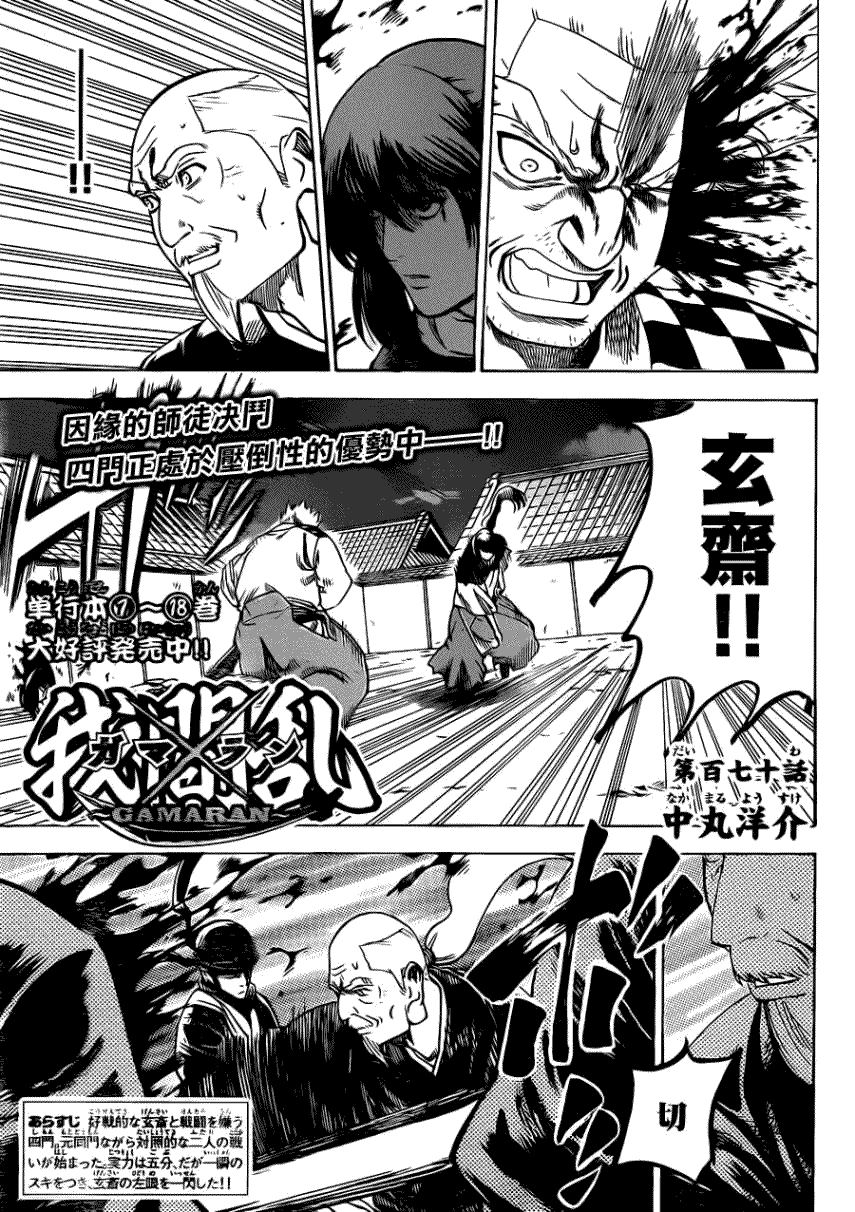 ———!!
玄齋!!
因緣的師徒決鬥
四門正處於壓倒性的優勢中——!!
単行本⑰～⑱巻
大好評発売中!!
我間乱
ガマラン
~GAMARAN~
第百七十話
中丸洋介
切
あらすじ 好戦的な玄斎と戦闘を嫌う
四門。元同門ながら対照的な二人の戦
いが始まった。実力は五分、だが一瞬の
スキをつき、玄斎の左眼を一閃した!!